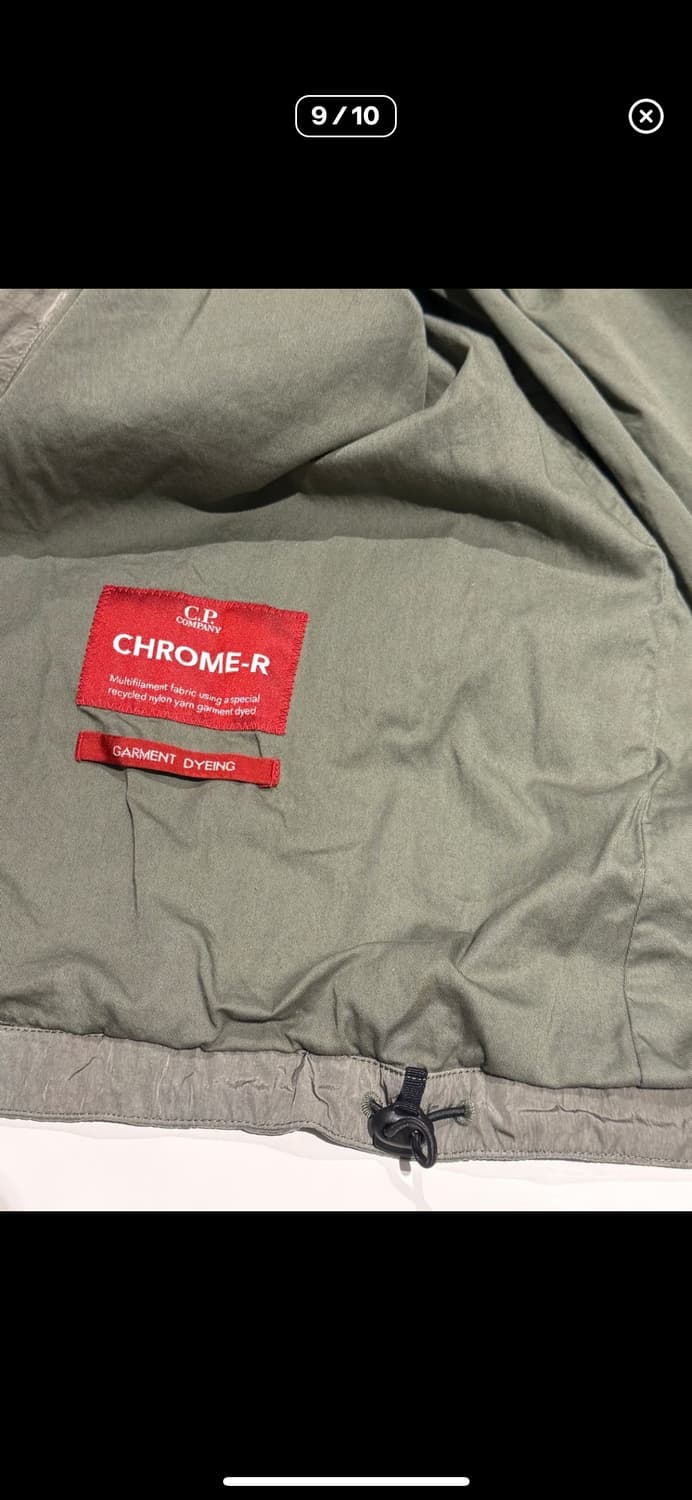 9/10
C.P.
COMPANY
CHROME-R
Multifilament fabric using a special
recycled nylon yarn garment dyed
GARMENT DYEING